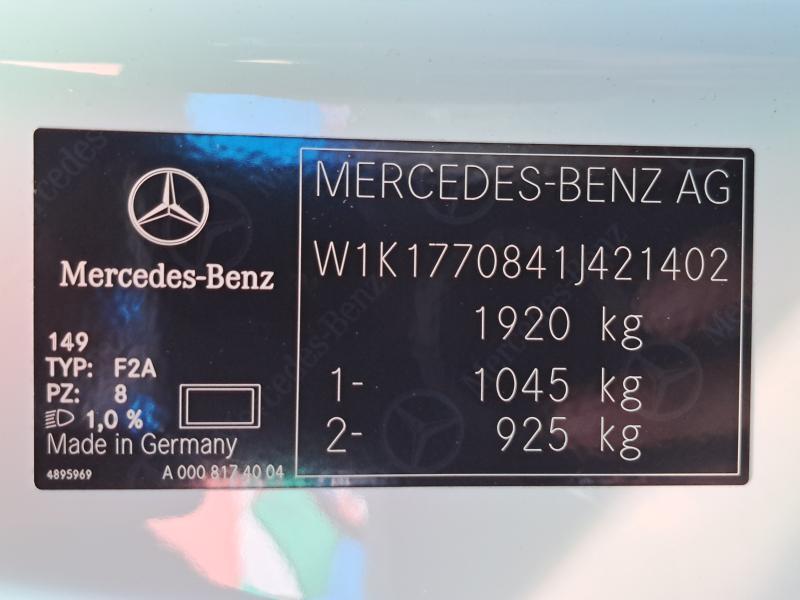 Mercedes-Benz
149
TYP: F2A
PZ: 8
1,0 %
Made in Germany
4895969 A 000 817 40 04
MERCEDES-BENZ AG
W1K1770841J421402
1920 kg
1- 1045 kg
2- 925 kg